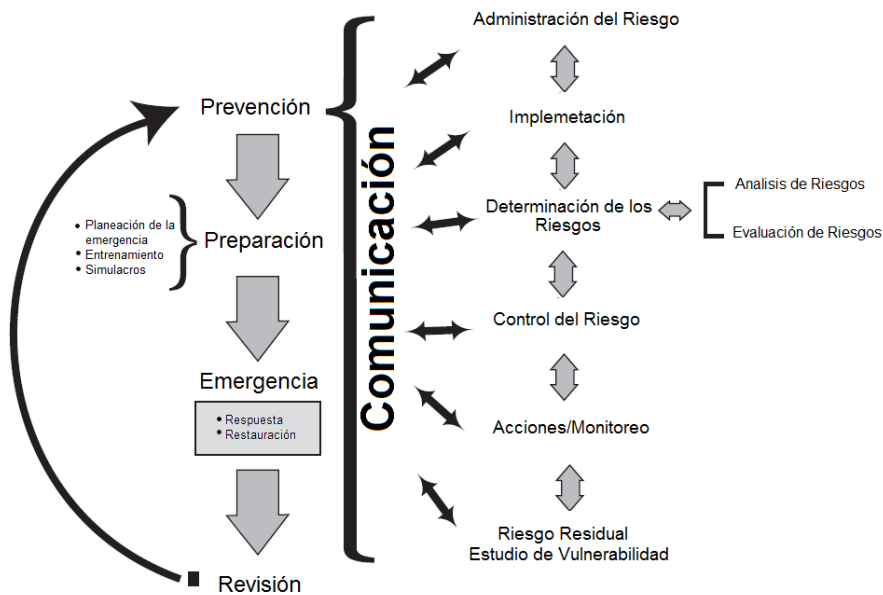 Prevención
• Planeación de la
emergencia
• Entrenamiento
• Simulacros
Preparación
Emergencia
• Respuesta
• Restauración
Revisión
Comunicación
Administración del Riesgo
Implemetación
Determinación de los
Riesgos
Analisis de Riesgos
Evaluación de Riesgos
Control del Riesgo
Acciones/Monitoreo
Riesgo Residual
Estudio de Vulnerabilidad